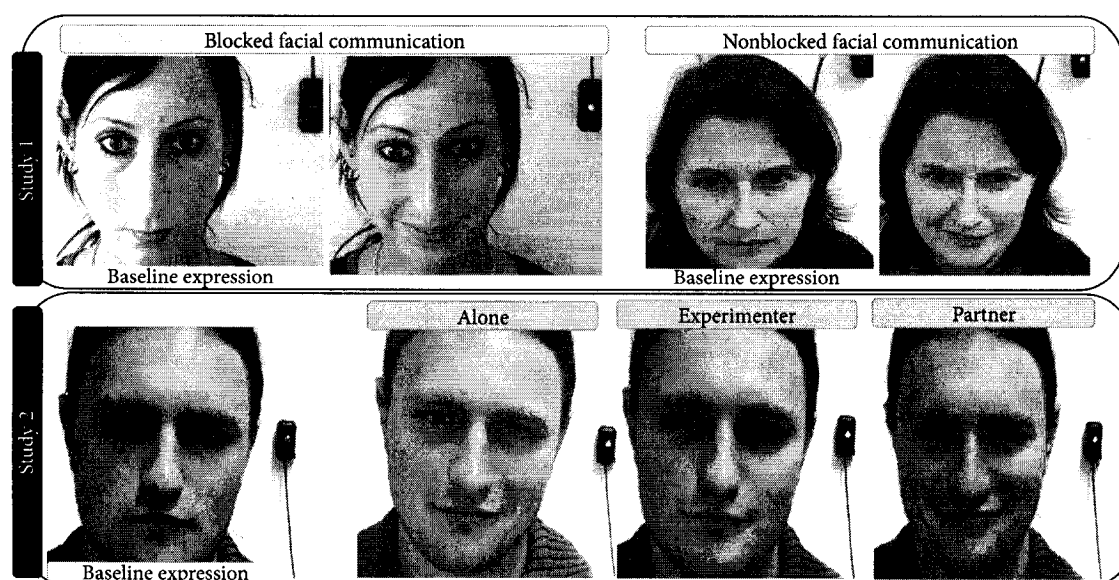 Blocked facial communication
Nonblocked facial communication
Study 1
Baseline expression
Baseline expression
Study 2
Alone
Experimenter
Partner
Baseline expression